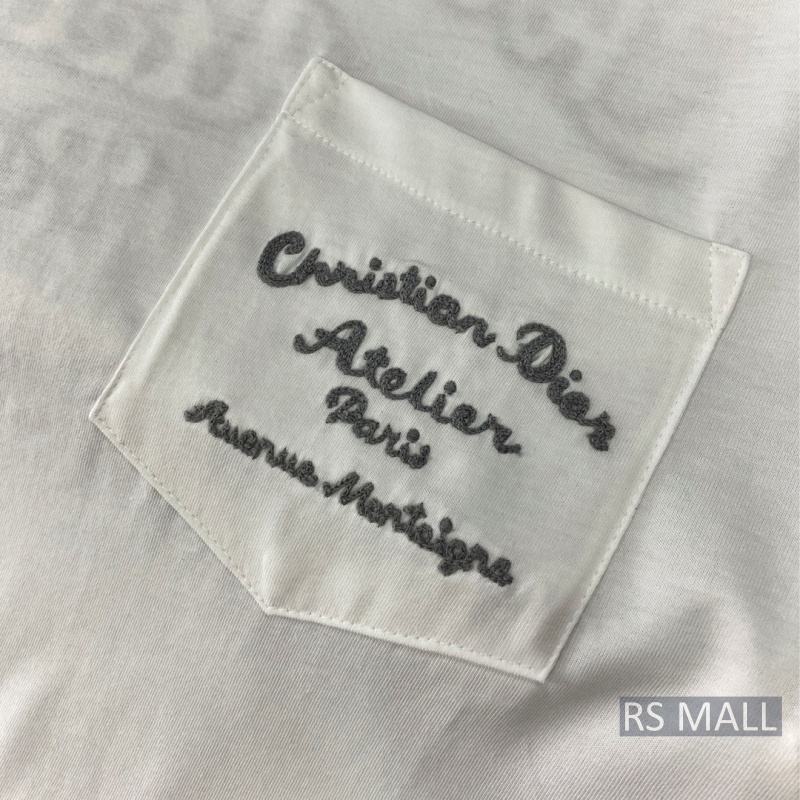 Christian Dior
Atelier
Paris
Avenue Montaigne
RS MALL